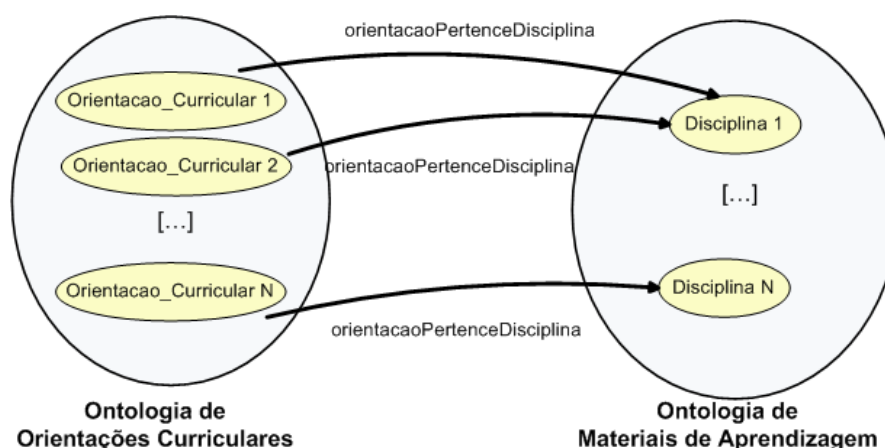 orientacaoPertenceDisciplina
Orientacao_Curricular 1
Disciplina 1
Orientacao_Curricular 2
orientacaoPertenceDisciplina
[...]
[...]
Orientacao_Curricular N
Disciplina N
orientacaoPertenceDisciplina
Ontologia de
Orientações Curriculares
Ontologia de
Materiais de Aprendizagem